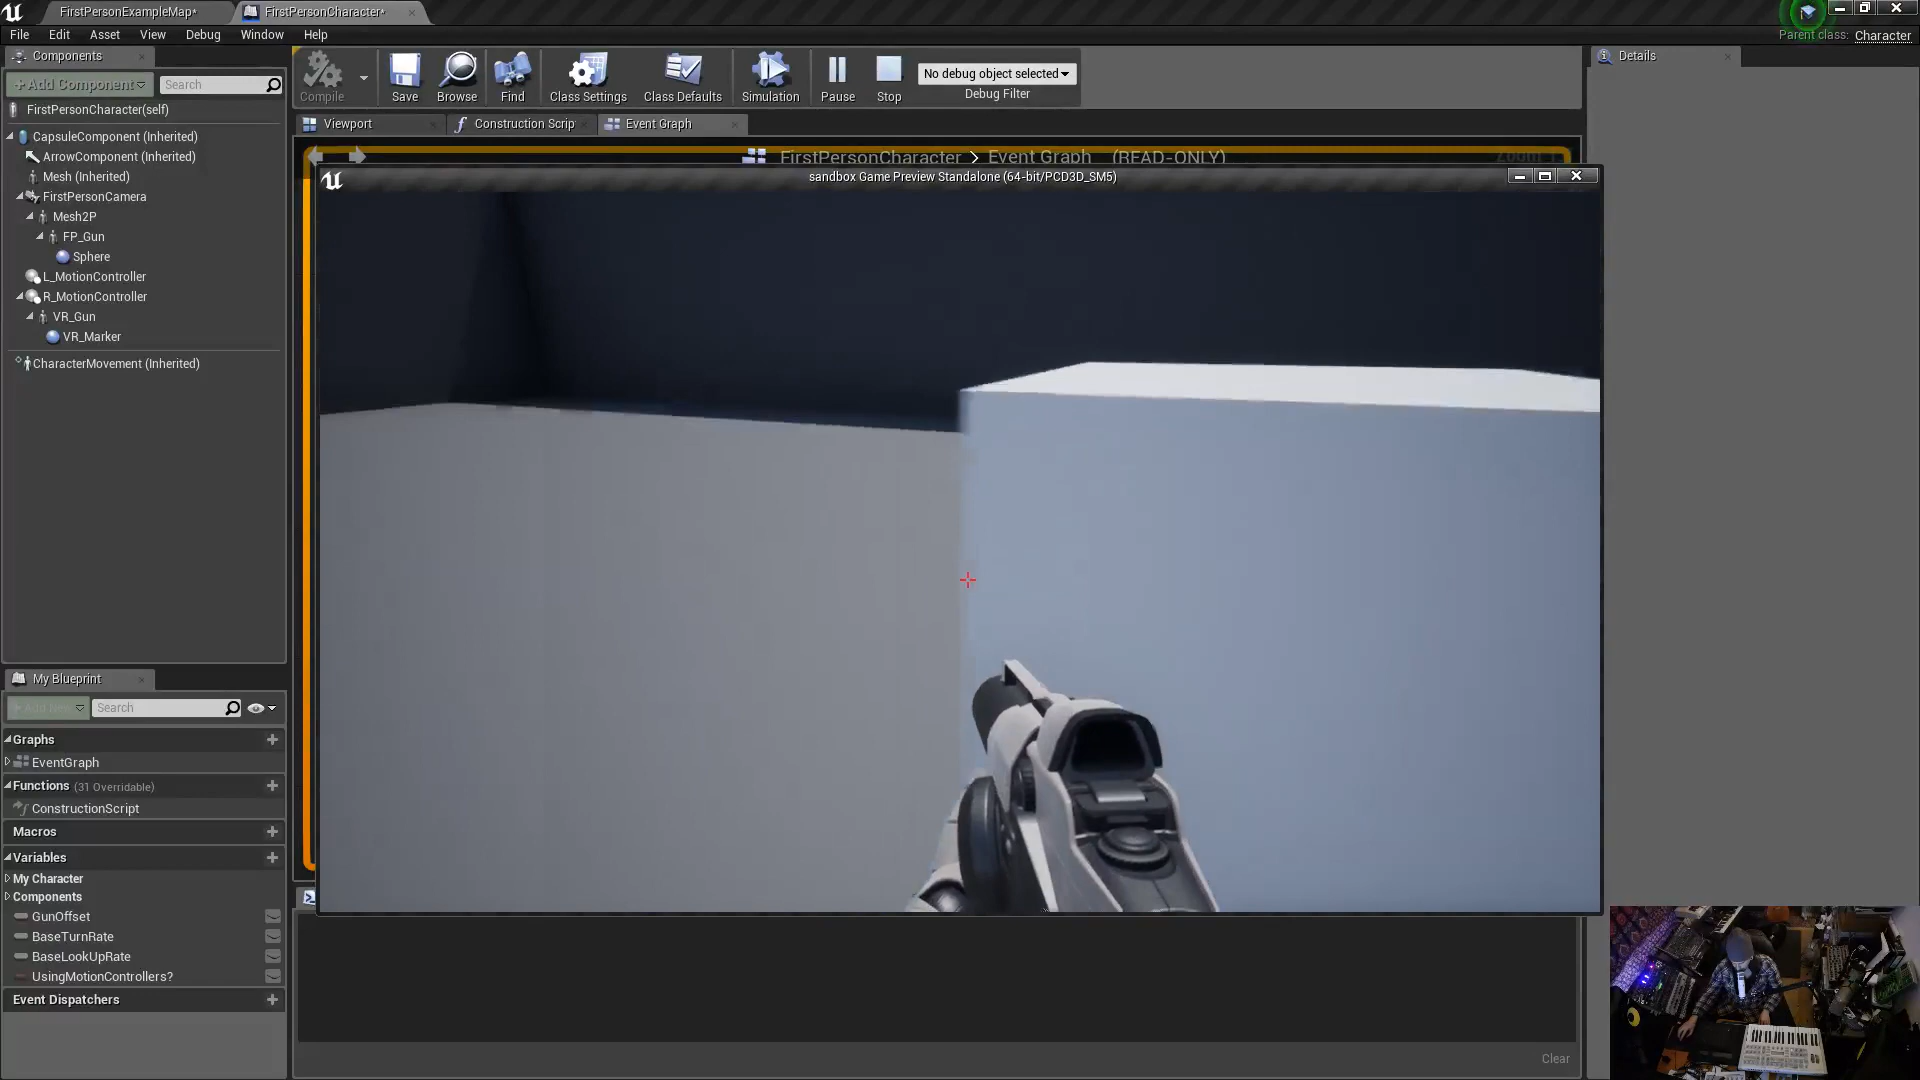 FirstPersonExampleMap*
FirstPersonCharacter*
File Edit Asset View Debug Window Help
Parent class: Character
Components
+Add Component
Search
FirstPersonCharacter(self)
CapsuleComponent (Inherited)
ArrowComponent (Inherited)
Mesh (Inherited)
FirstPersonCamera
Mesh2P
FP_Gun
Sphere
L_MotionController
R_MotionController
VR_Gun
VR_Marker
CharacterMovement (Inherited)
Compile
Save
Browse
Find
Class Settings
Class Defaults
Simulation
Pause
Stop
No debug object selected
Debug Filter
Details
Viewport
Construction Scrip
Event Graph
FirstPersonCharacter > Event Graph (READ-ONLY)
sandbox Game Preview Standalone (64-bit/PCD3D_SM5)
My Blueprint
+Add New
Search
Graphs
EventGraph
Functions (31 Overridable)
ConstructionScript
Macros
Variables
My Character
Components
GunOffset
BaseTurnRate
BaseLookUpRate
UsingMotionControllers?
Event Dispatchers
Clear